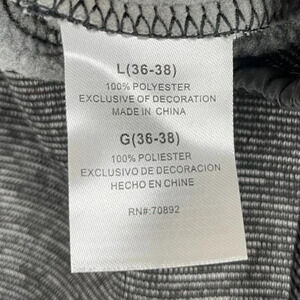 L(36-38)
100% POLYESTER
EXCLUSIVE OF DECORATION
MADE IN CHINA
G(36-38)
100% POLIESTER
EXCLUSIVO DE DECORACION
HECHO EN CHINE
RN#:70892